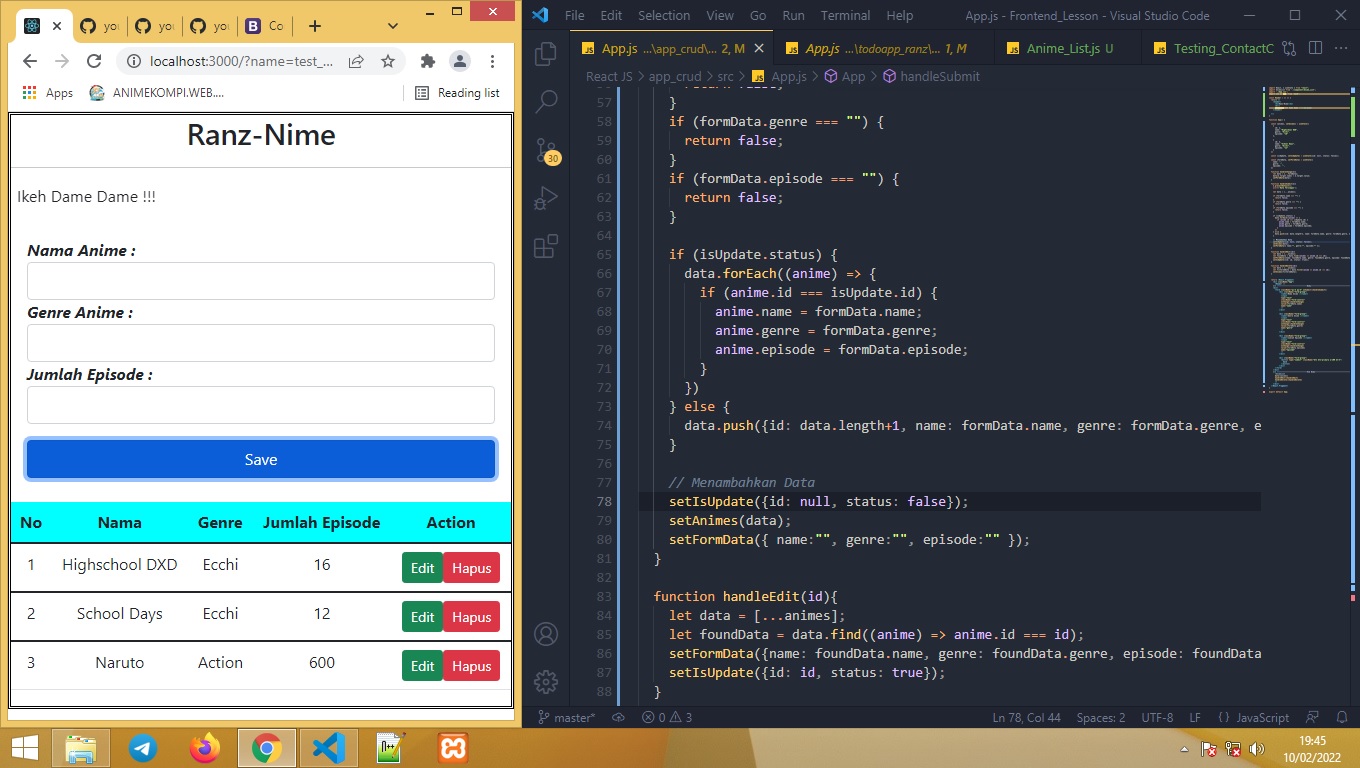 yo
yo
yo
Co
localhost:3000/?name=test_...
Apps
ANIMEKOMPI.WEB....
Reading list
Ranz-Nime
Ikeh Dame Dame !!!
Nama Anime :
Genre Anime :
Jumlah Episode :
Save
No Nama Genre Jumlah Episode Action
1 Highschool DXD Ecchi 16 Edit Hapus
2 School Days Ecchi 12 Edit Hapus
3 Naruto Action 600 Edit Hapus
File Edit Selection View Go Run Terminal Help
App.js - Frontend_Lesson - Visual Studio Code
JS App.js ...\app_crud\... 2, M
JS App.js ...\todoapp_ranz\... 1, M
JS Anime_List.js U
JS Testing_ContactC
React JS > app_crud > src > JS App.js > App > handleSubmit
30
57 }
58 if (formData.genre === "") {
59 return false;
60 }
61 if (formData.episode === "") {
62 return false;
63 }
64
65 if (isUpdate.status) {
66 data.forEach((anime) => {
67 if (anime.id === isUpdate.id) {
68 anime.name = formData.name;
69 anime.genre = formData.genre;
70 anime.episode = formData.episode;
71 }
72 })
73 } else {
74 data.push({id: data.length+1, name: formData.name, genre: formData.genre, e
75 }
76
77 // Menambahkan Data
78 setIsUpdate({id: null, status: false});
79 setAnimes(data);
80 setFormData({ name:"", genre:"", episode:"" });
81 }
82
83 function handleEdit(id){
84 let data = [...animes];
85 let foundData = data.find((anime) => anime.id === id);
86 setFormData({name: foundData.name, genre: foundData.genre, episode: foundData
87 setIsUpdate({id: id, status: true});
88 }
master*
0 3
Ln 78, Col 44 Spaces: 2 UTF-8 LF {} JavaScript
19:45
10/02/2022